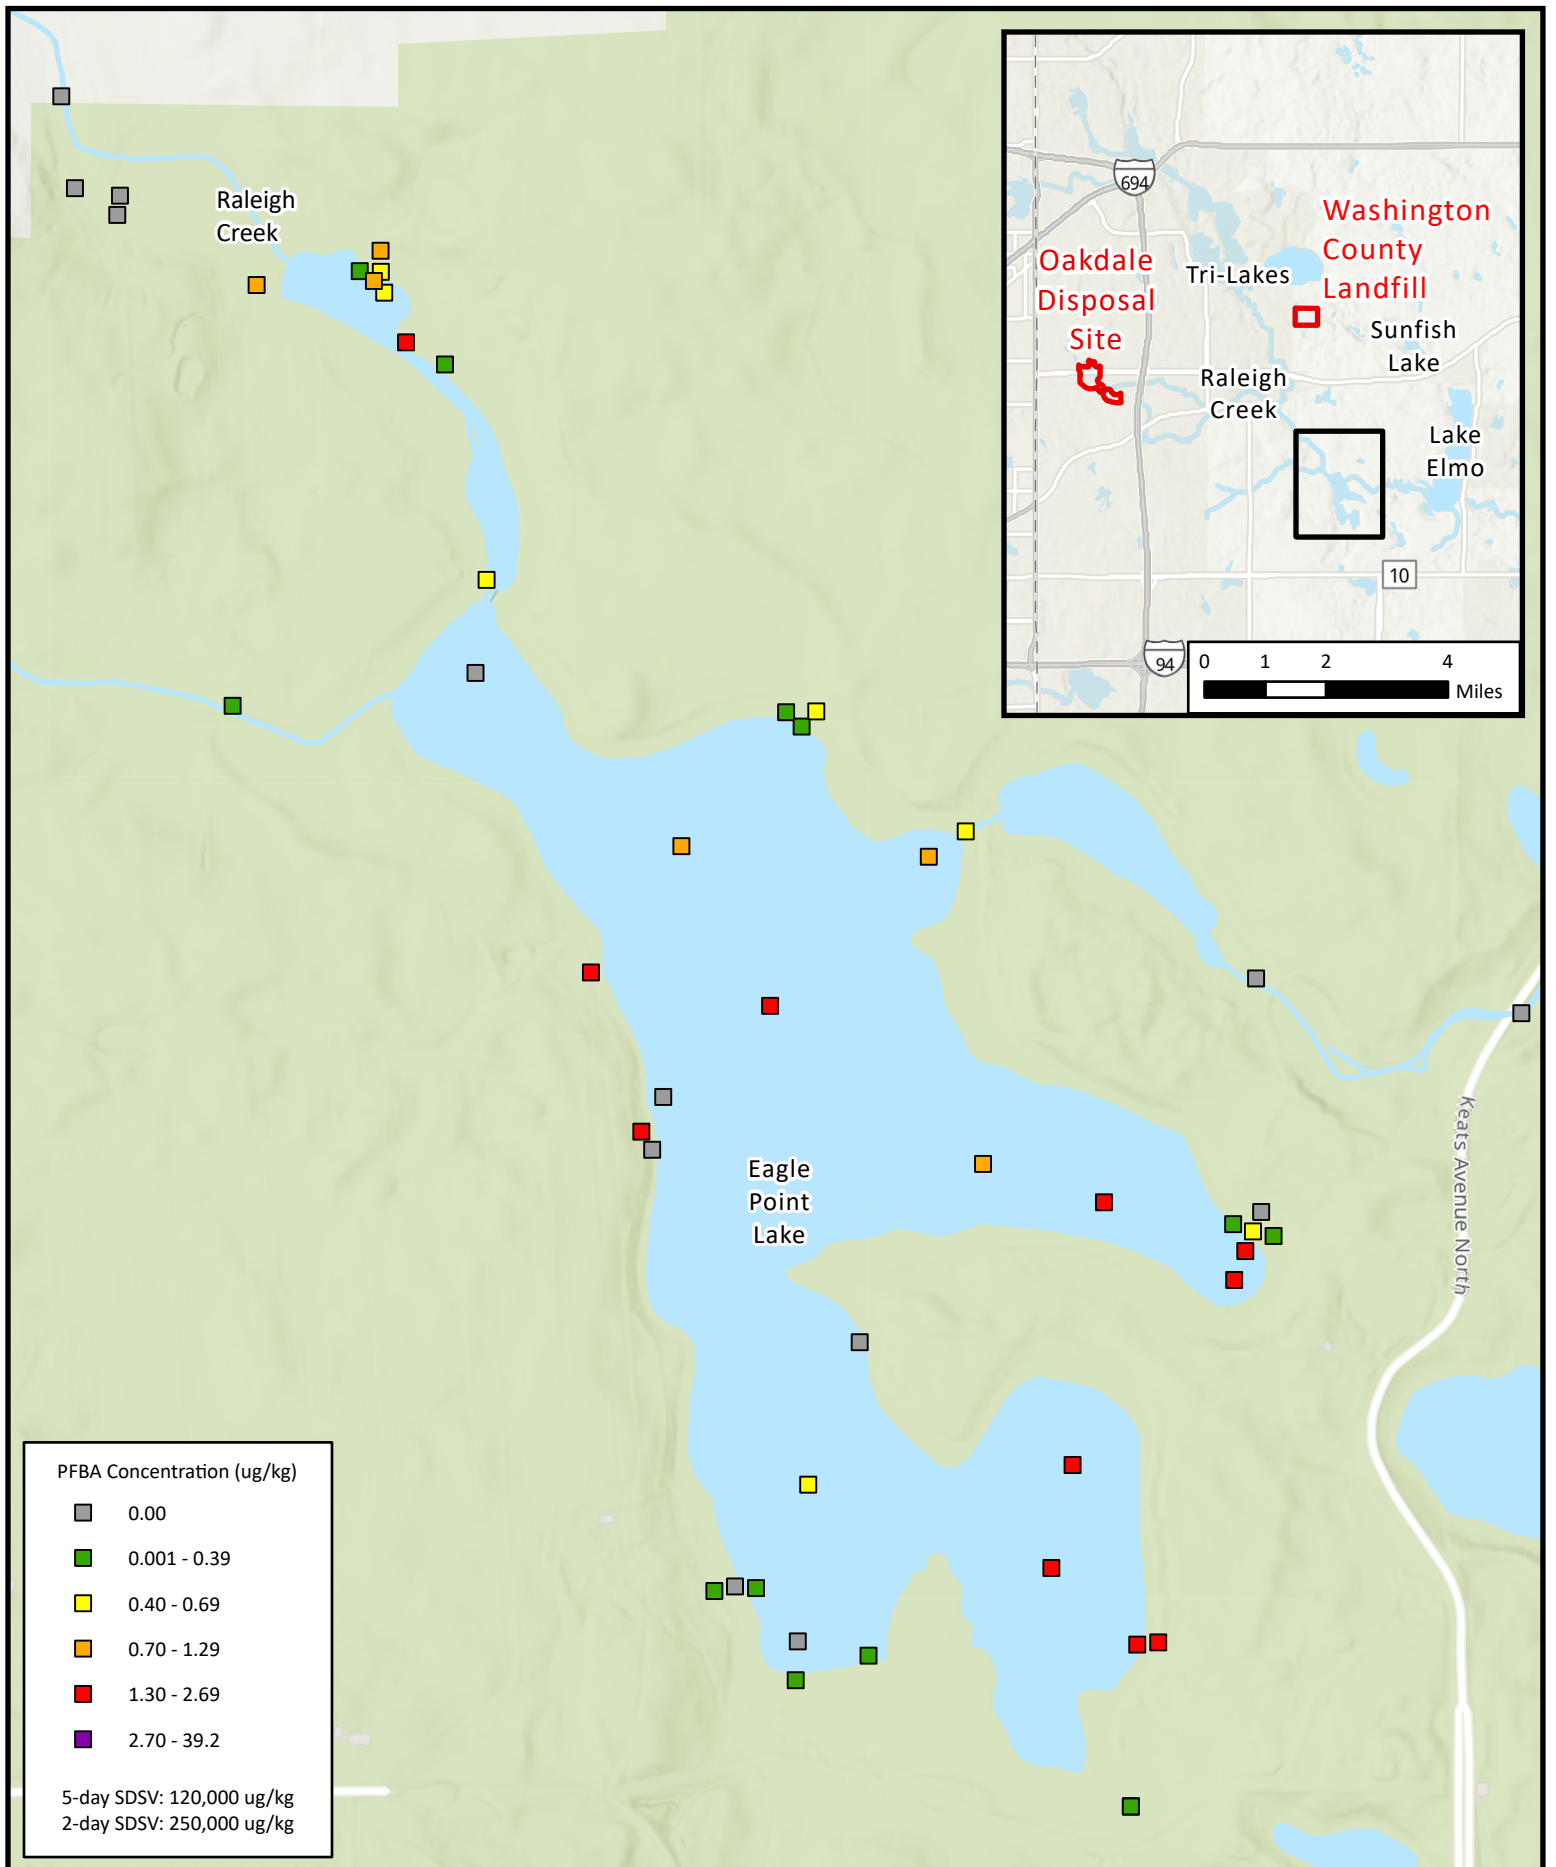 Raleigh
Creek
Eagle
Point
Lake
Keats Avenue North
694
Washington
County
Landfill
Oakdale
Disposal
Site
Tri-Lakes
Sunfish
Lake
Raleigh
Creek
Lake
Elmo
10
94
0 1 2 4
Miles
PFBA Concentration (ug/kg)
0.00
0.001 - 0.39
0.40 - 0.69
0.70 - 1.29
1.30 - 2.69
2.70 - 39.2
5-day SDSV: 120,000 ug/kg
2-day SDSV: 250,000 ug/kg